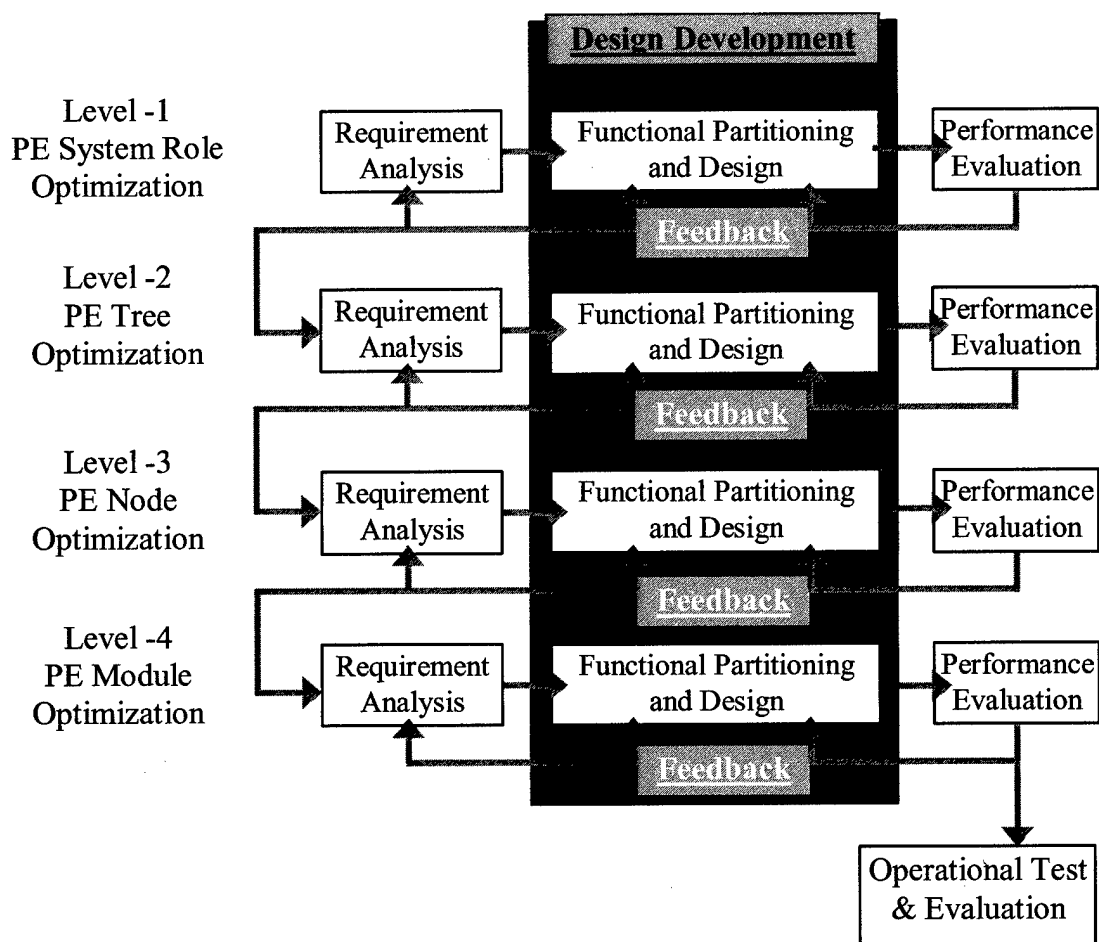 Design Development
Level -1
PE System Role
Optimization
Requirement
Analysis
Functional Partitioning
and Design
Performance
Evaluation
Feedback
Level -2
PE Tree
Optimization
Requirement
Analysis
Functional Partitioning
and Design
Performance
Evaluation
Feedback
Level -3
PE Node
Optimization
Requirement
Analysis
Functional Partitioning
and Design
Performance
Evaluation
Feedback
Level -4
PE Module
Optimization
Requirement
Analysis
Functional Partitioning
and Design
Performance
Evaluation
Feedback
Operational Test
& Evaluation